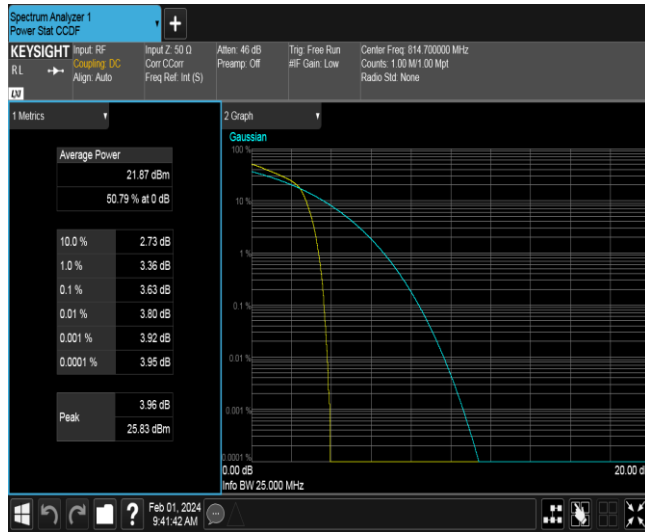 Spectrum Analyzer 1
Power Stat CCDF
+
KEYSIGHT
RL
LXI
Input: RF
Coupling: DC
Align: Auto
Input Z: 50 Ω
Corr CCorr
Freq Ref: Int (S)
Atten: 46 dB
Preamp: Off
Trig: Free Run
#IF Gain: Low
Center Freq: 814.700000 MHz
Counts: 1.00 M/1.00 Mpt
Radio Std: None
1 Metrics
Average Power
21.87 dBm
50.79 % at 0 dB
10.0 % 2.73 dB
1.0 % 3.36 dB
0.1 % 3.63 dB
0.01 % 3.80 dB
0.001 % 3.92 dB
0.0001 % 3.95 dB
Peak
3.96 dB
25.83 dBm
2 Graph
Gaussian
100 %
10 %
1 %
0.1 %
0.01 %
0.001 %
0.0001 %
0.00 dB
20.00 d
Info BW 25.000 MHz
?
Feb 01, 2024
9:41:42 AM